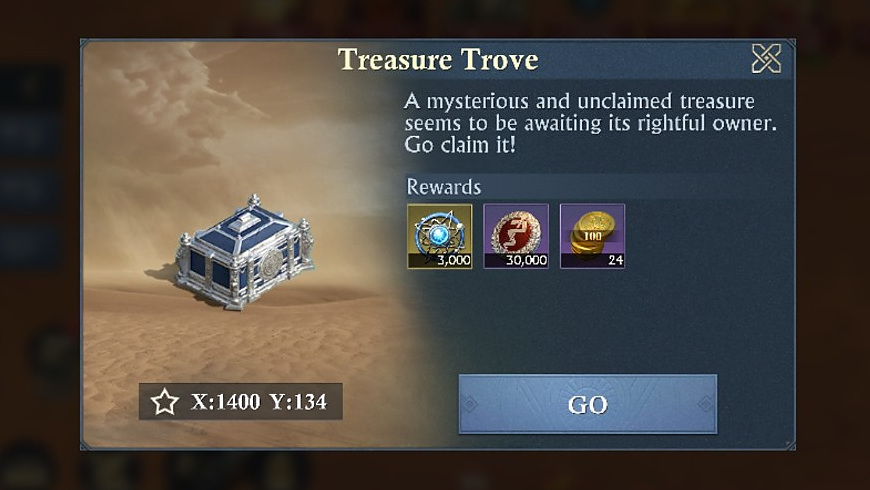 Treasure Trove
A mysterious and unclaimed treasure
seems to be awaiting its rightful owner.
Go claim it!
Rewards
3,000
30,000
100
24
X:1400 Y:134
GO